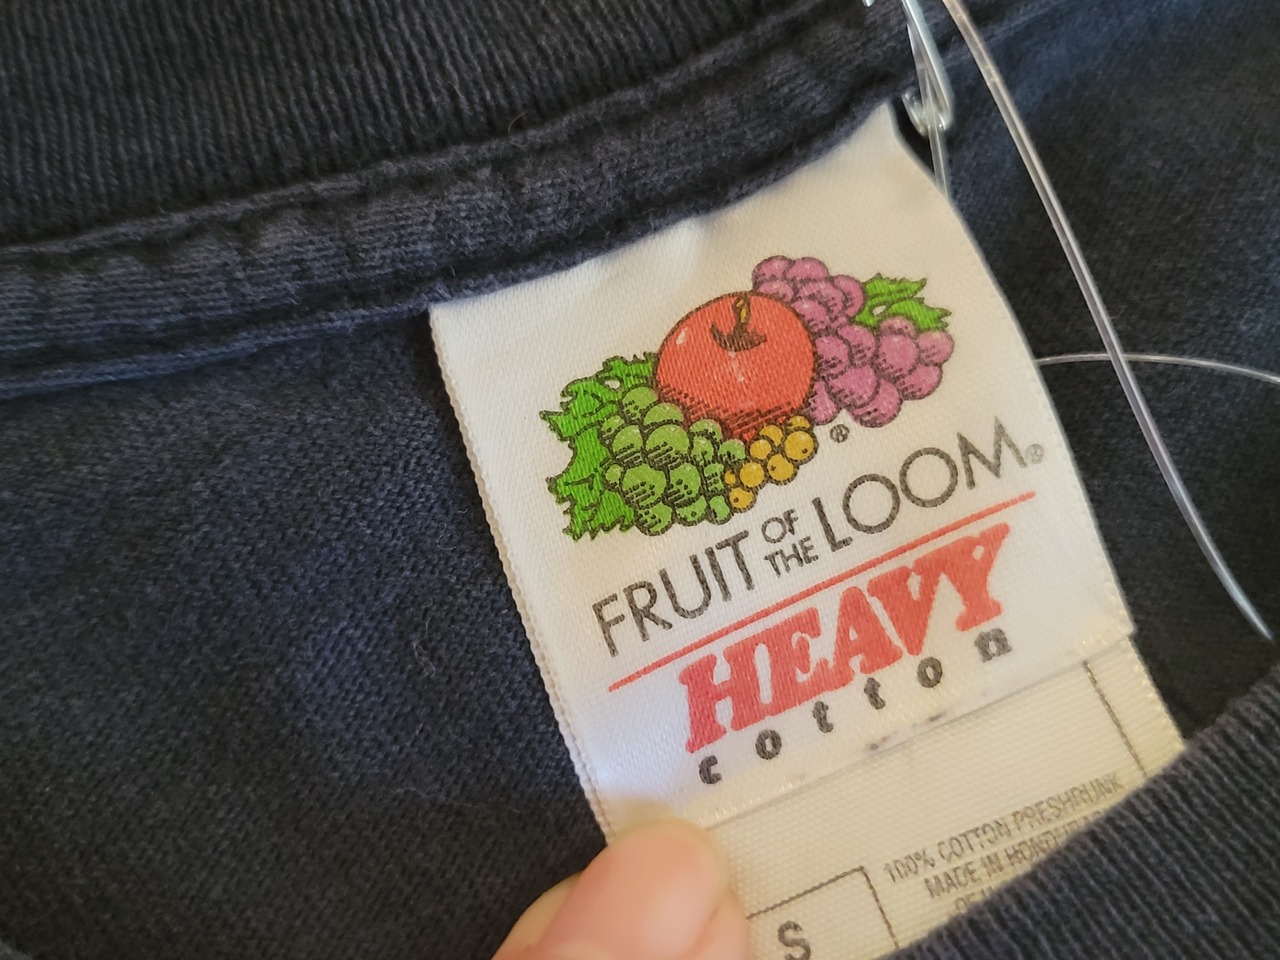 ®
FRUIT OF THE LOOM®
HEAVY
cotton
100% COTTON PRESHRUNK
MADE IN
S